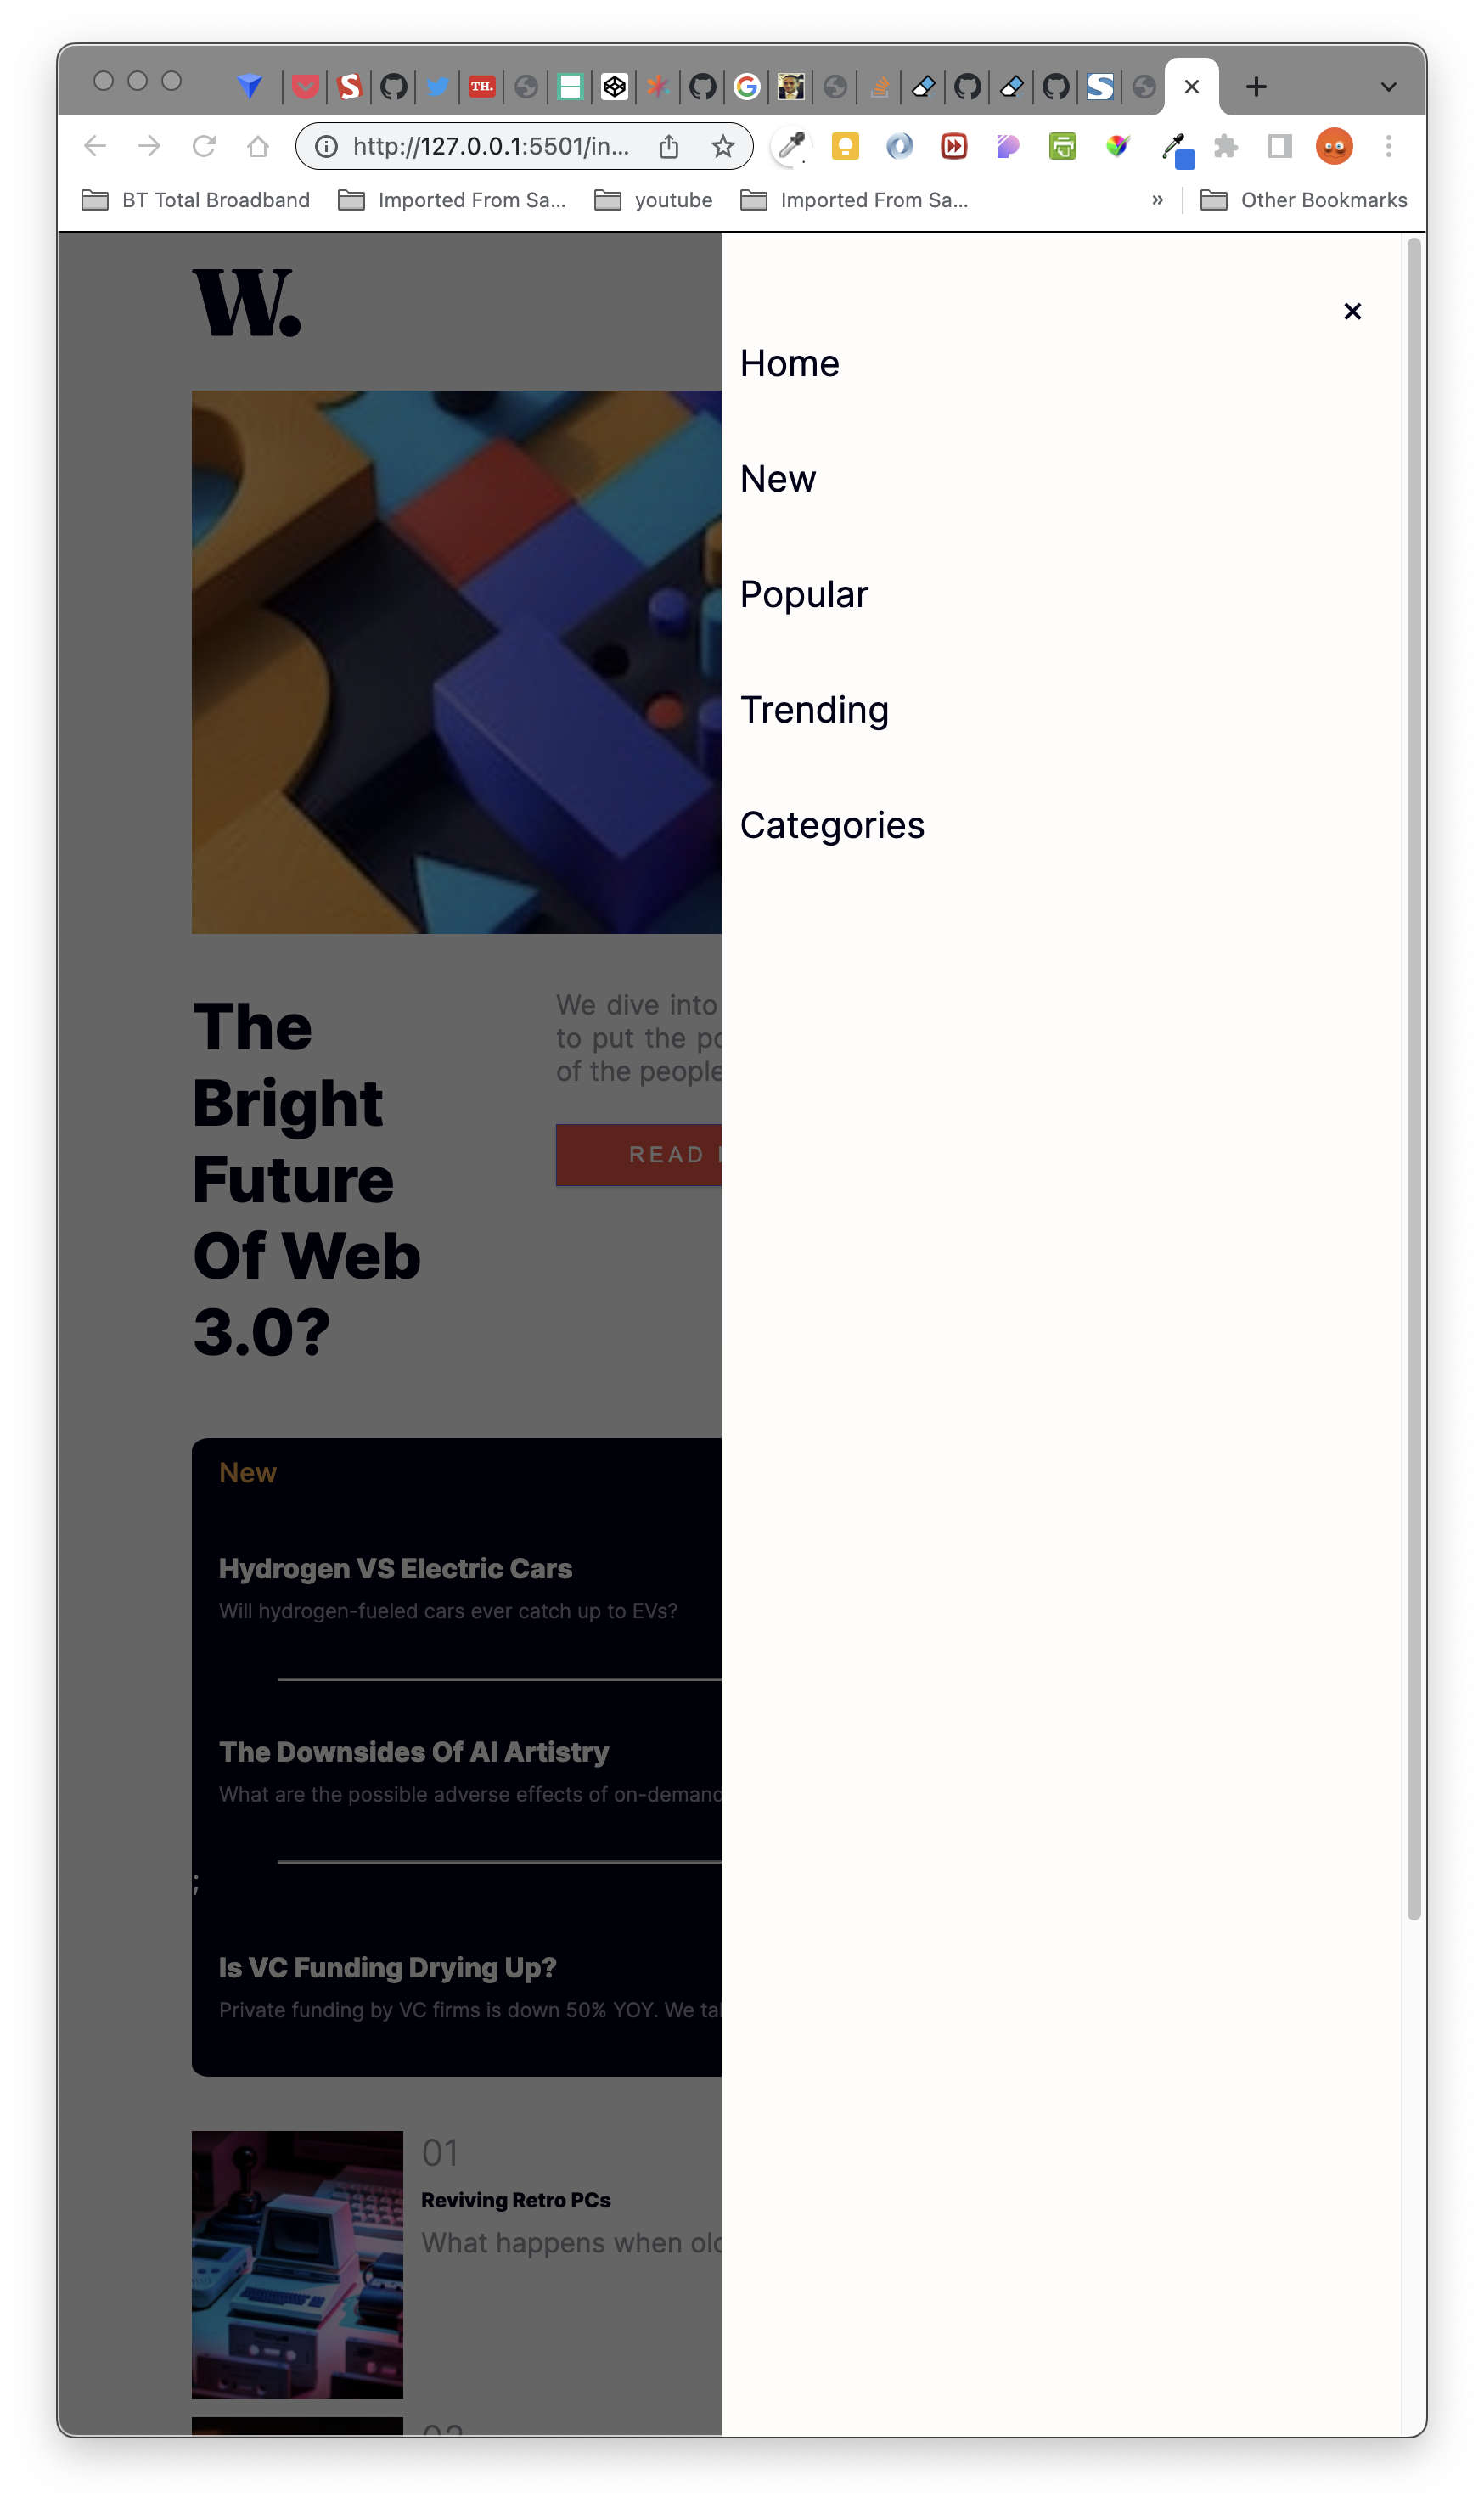 TH.
http://127.0.0.1:5501/in...
BT Total Broadband
Imported From Sa...
youtube
Imported From Sa...
»
Other Bookmarks
W.
Home
New
Popular
Trending
Categories
The
Bright
Future
Of Web
3.0?
We dive into
to put the po
of the people
READ
New
Hydrogen VS Electric Cars
Will hydrogen-fueled cars ever catch up to EVs?
The Downsides Of AI Artistry
What are the possible adverse effects of on-demand
;
Is VC Funding Drying Up?
Private funding by VC firms is down 50% YOY. We tal
01
Reviving Retro PCs
What happens when old